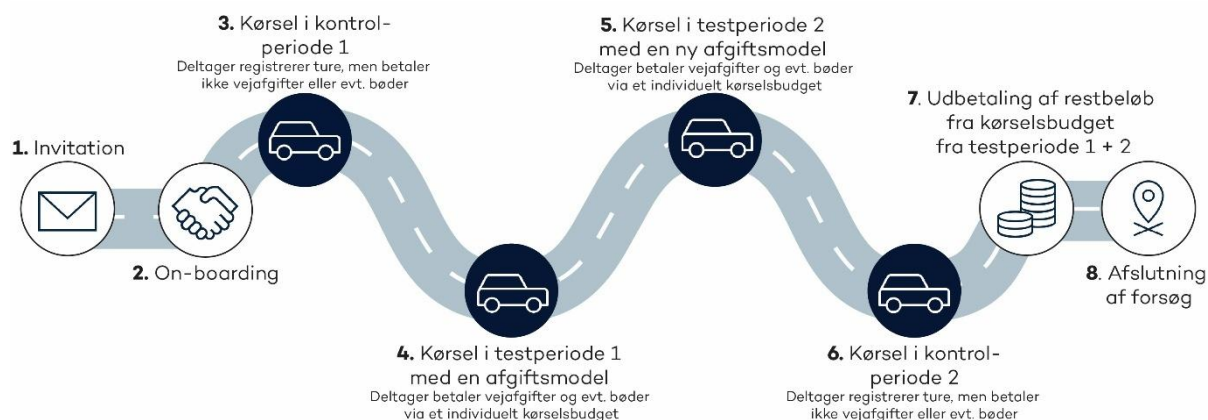 1. Invitation
2. On-boarding
3. Kørsel i kontrol-
periode 1
Deltager registrerer ture, men betaler
ikke vejafgifter eller evt. bøder
4. Kørsel i testperiode 1
med en afgiftsmodel
Deltager betaler vejafgifter og evt. bøder
via et individuelt kørselsbudget
5. Kørsel i testperiode 2
med en ny afgiftsmodel
Deltager betaler vejafgifter og evt. bøder
via et individuelt kørselsbudget
6. Kørsel i kontrol-
periode 2
Deltager registrerer ture, men betaler
ikke vejafgifter eller evt. bøder
7. Udbetaling af restbeløb
fra kørselsbudget
fra testperiode 1 + 2
8. Afslutning
af forsøg